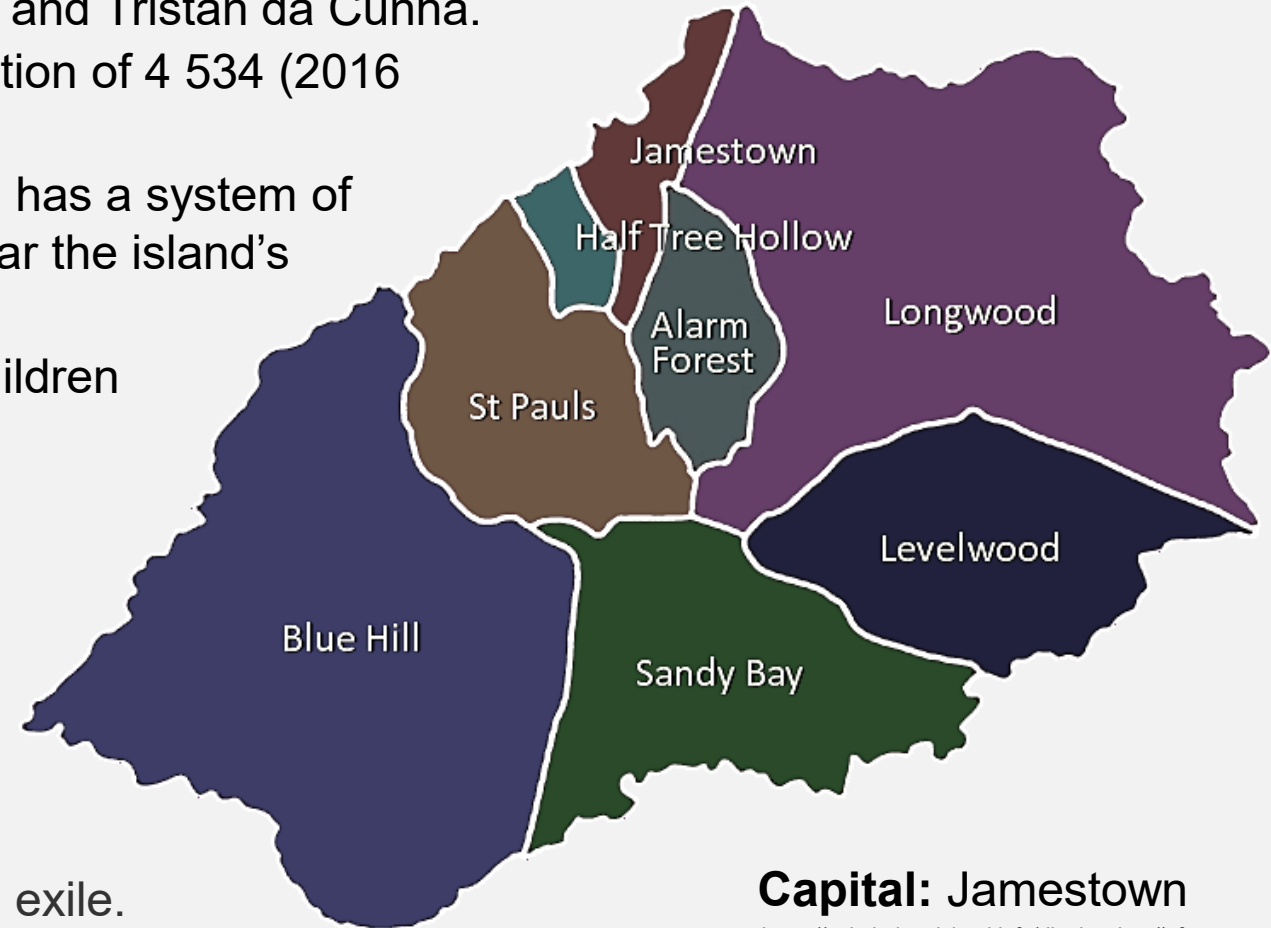 and Tristan da Cunha.
tion of 4 534 (2016
has a system of
ar the island's
ildren
Jamestown
Half Tree Hollow
Longwood
Alarm
Forest
St Pauls
Levelwood
Blue Hill
Sandy Bay
exile.
Capital: Jamestown